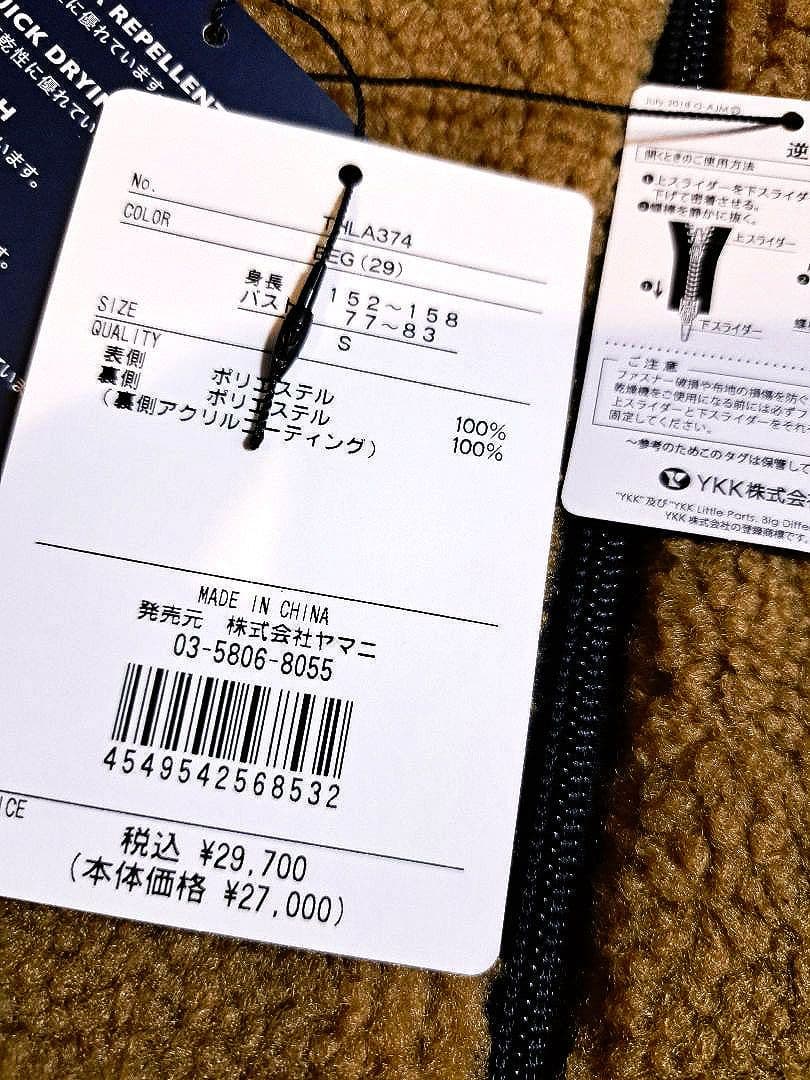 REPELLENT
に優れています。
QUICK DRYIN
乾性に優れてい
H
います。
す。
No.
THLA374
COLOR
BEG (29)
身長 152～158
バスト 77～83
SIZE
S
QUALITY
表側 ポリエステル 100%
裏側 ポリエステル 100%
(裏側アクリルコーティング)
MADE IN CHINA
発売元 株式会社ヤマニ
03-5806-8055
4549542568532
ICE
税込 ¥29,700
(本体価格 ¥27,000)
July 2018
逆
開くときのご使用方法
❶上スライダーを下スライダ
下げて密着させる。
❷蝶棒を静かに抜く。
上スライダー
下スライダー
ご注意
ファスナー破損や布地の損傷を防ぐ
乾燥機をご使用になる前には必ずフ
上スライダーと下スライダーをそれぞ
固定してください。
～参考のためこのタグは保管して
YKK株式会
"YKK"及び"YKK Little Parts. Big Differ
YKK 株式会社の登録商標です。